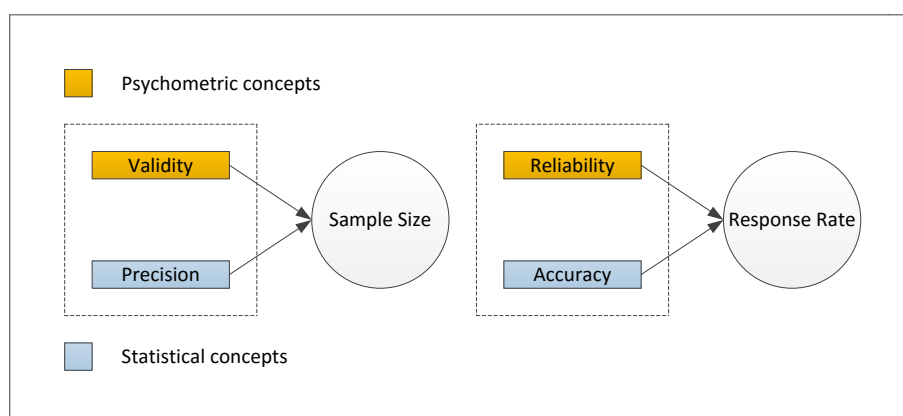 Psychometric concepts
Validity
Precision
Sample Size
Reliability
Accuracy
Response Rate
Statistical concepts